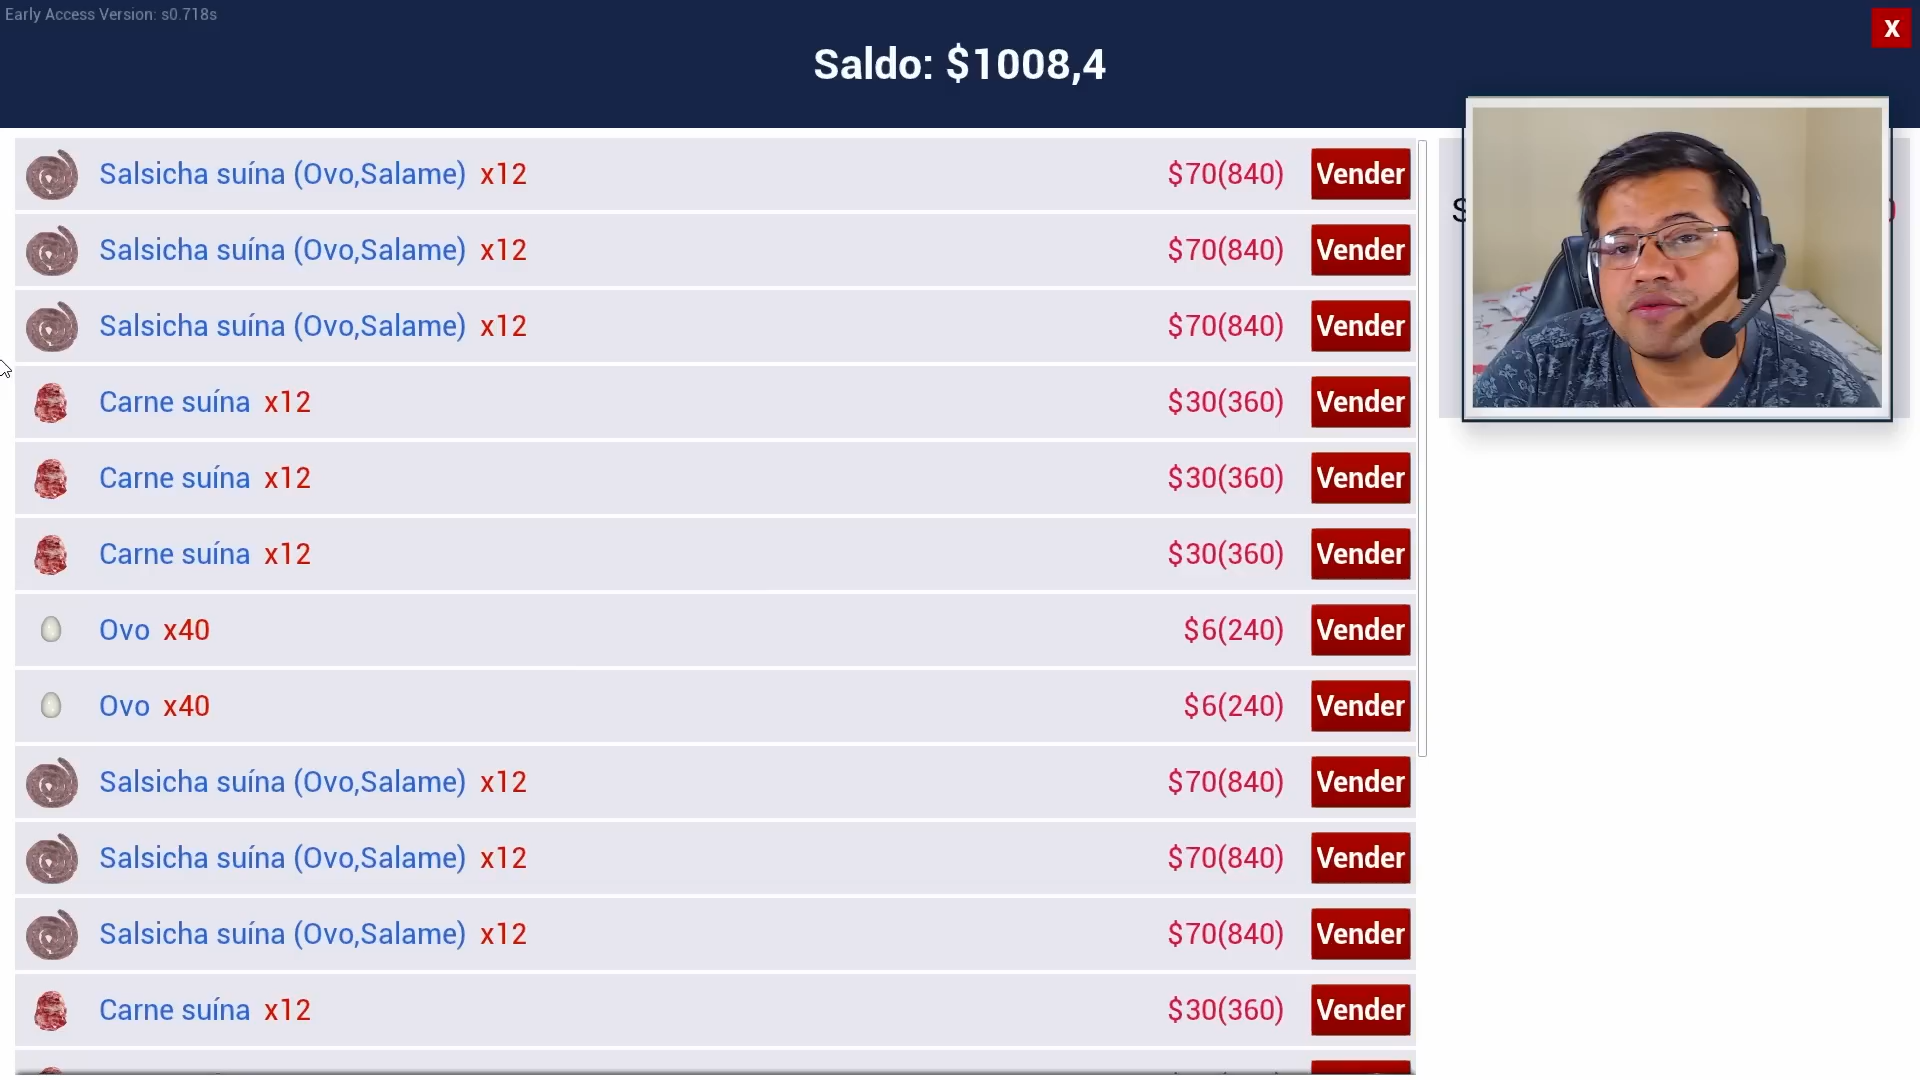 Early Access Version: s0.718s
X
Saldo: $1008,4
Salsicha suína (Ovo,Salame) x12 $70(840) Vender
Salsicha suína (Ovo,Salame) x12 $70(840) Vender
Salsicha suína (Ovo,Salame) x12 $70(840) Vender
Carne suína x12 $30(360) Vender
Carne suína x12 $30(360) Vender
Carne suína x12 $30(360) Vender
Ovo x40 $6(240) Vender
Ovo x40 $6(240) Vender
Salsicha suína (Ovo,Salame) x12 $70(840) Vender
Salsicha suína (Ovo,Salame) x12 $70(840) Vender
Salsicha suína (Ovo,Salame) x12 $70(840) Vender
Carne suína x12 $30(360) Vender